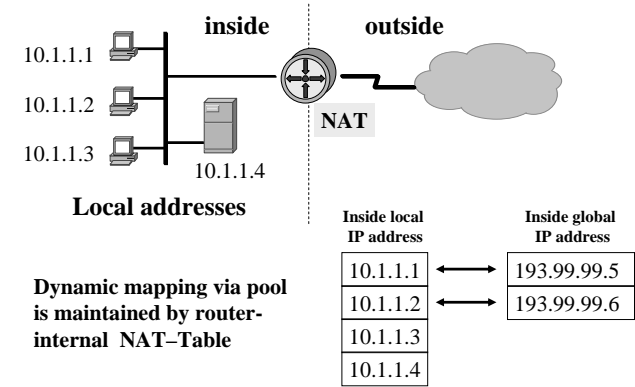 inside
outside
10.1.1.1
10.1.1.2
10.1.1.3
10.1.1.4
NAT
Local addresses
Inside local
IP address
Inside global
IP address
Dynamic mapping via pool
is maintained by router-
internal NAT–Table
10.1.1.1
193.99.99.5
10.1.1.2
193.99.99.6
10.1.1.3
10.1.1.4